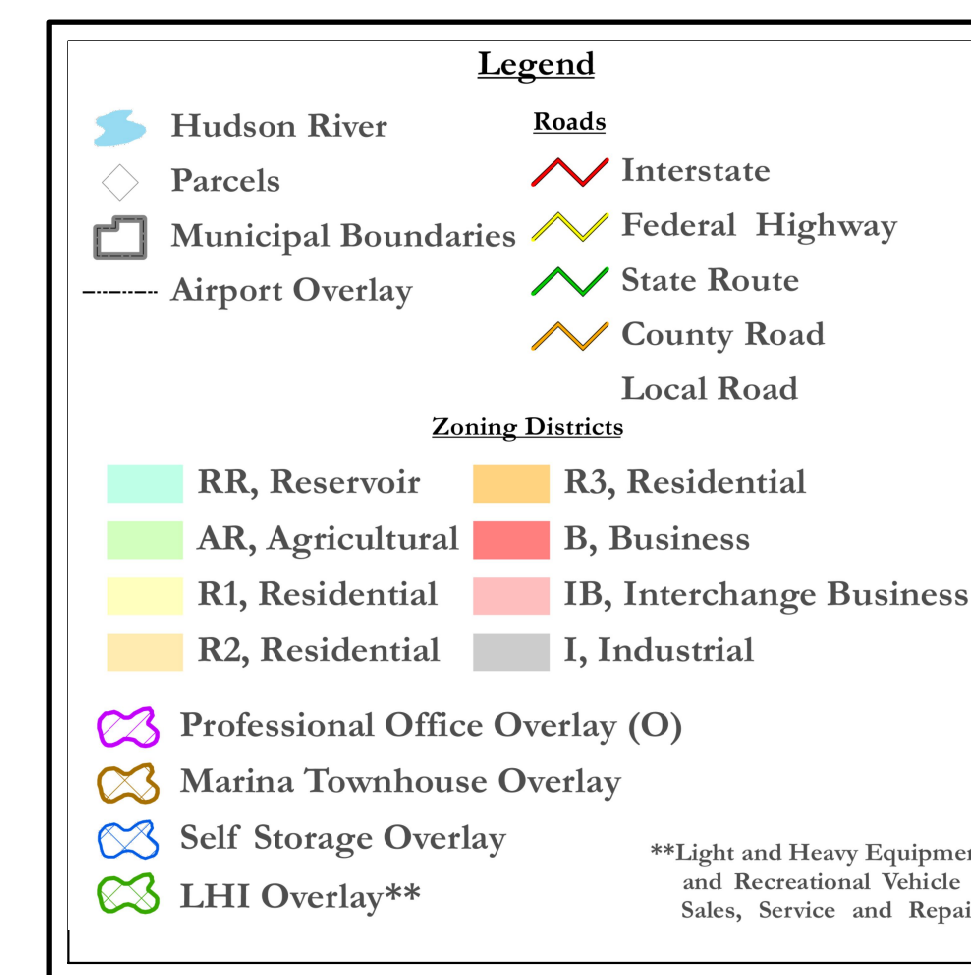 Legend
Hudson River
Parcels
Municipal Boundaries
Airport Overlay
Roads
Interstate
Federal Highway
State Route
County Road
Local Road
Zoning Districts
RR, Reservoir
AR, Agricultural
R1, Residential
R2, Residential
R3, Residential
B, Business
IB, Interchange Business
I, Industrial
Professional Office Overlay (O)
Marina Townhouse Overlay
Self Storage Overlay
LHI Overlay**
**Light and Heavy
and Recreational Vehicle
Sales, Service and